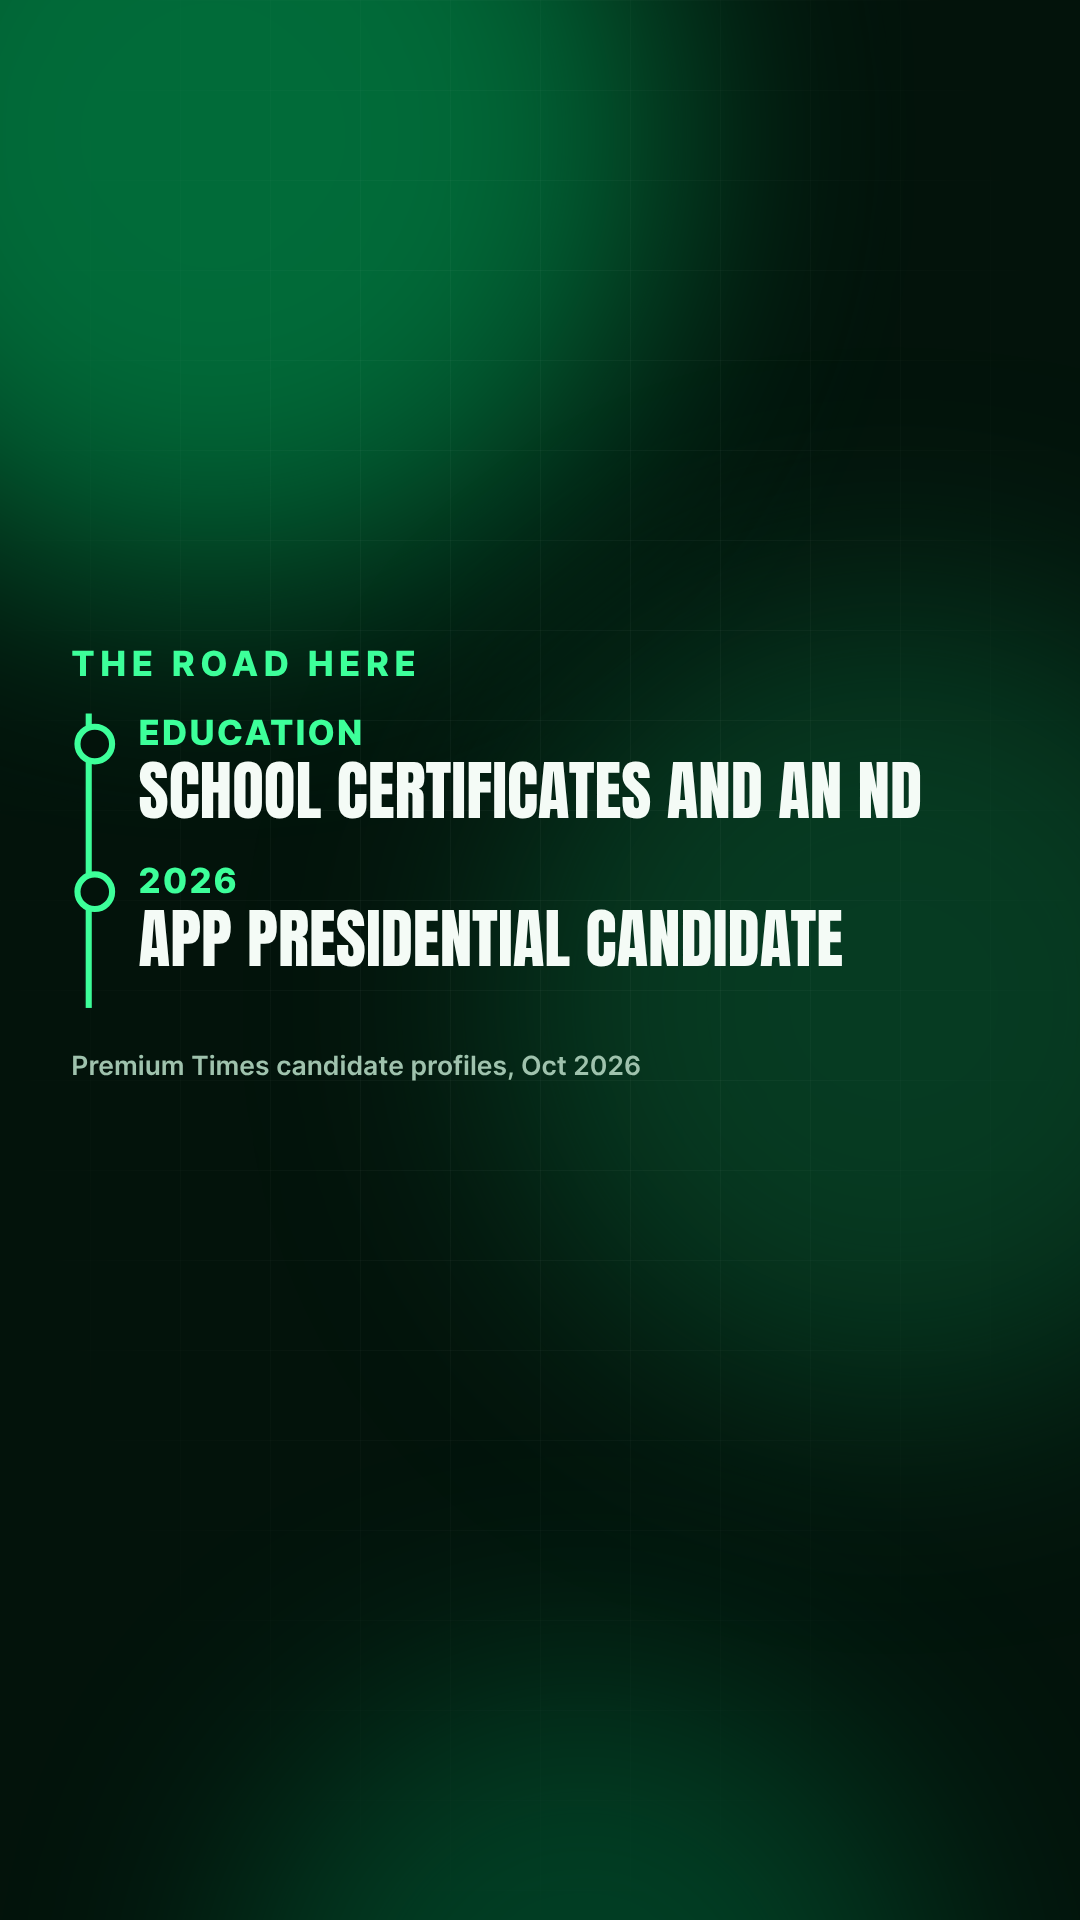 THE ROAD HERE
EDUCATION
SCHOOL CERTIFICATES AND AN ND
2026
APP PRESIDENTIAL CANDIDATE
Premium Times candidate profiles, Oct 2026